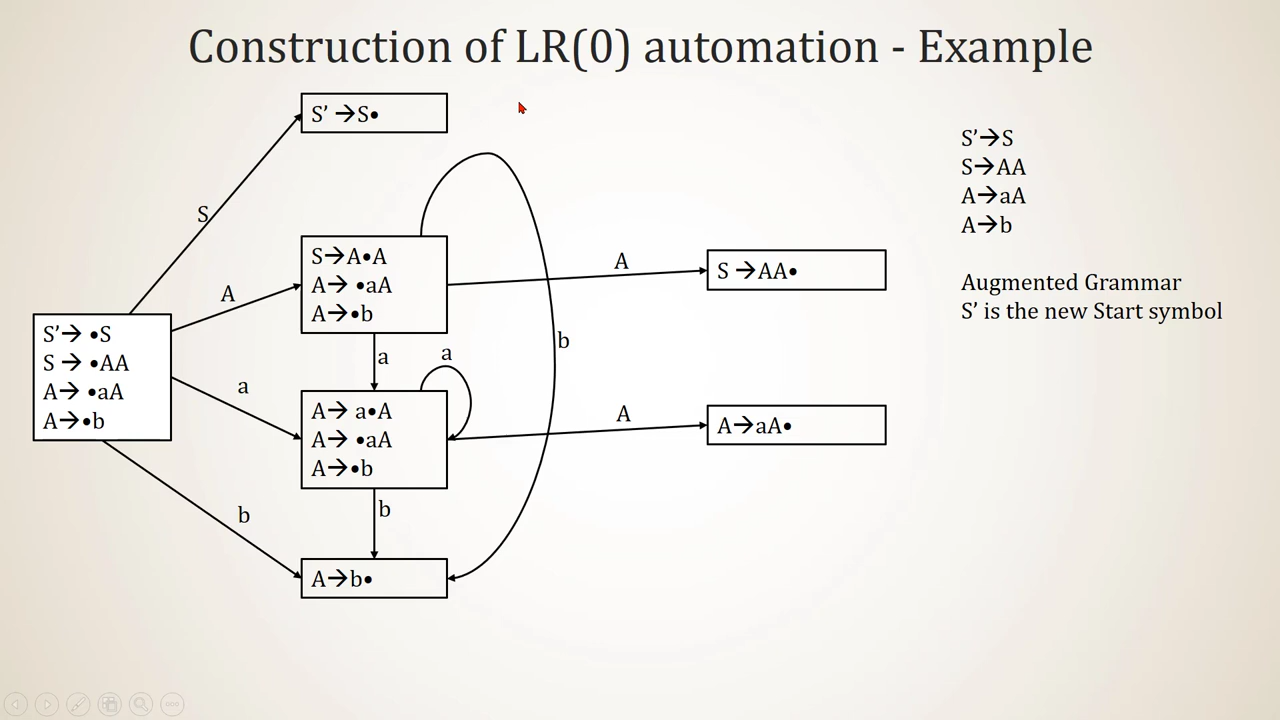 Construction of LR(0) automation - Example
S’ →S•
S
A
a
b
S’→ •S
S → •AA
A→ •aA
A→•b
S→A•A
A→ •aA
A→•b
a
a
A→ a•A
A→ •aA
A→•b
b
A→b•
A
b
A
S →AA•
A→aA•
S’→S
S→AA
A→aA
A→b
Augmented Grammar
S’ is the new Start symbol